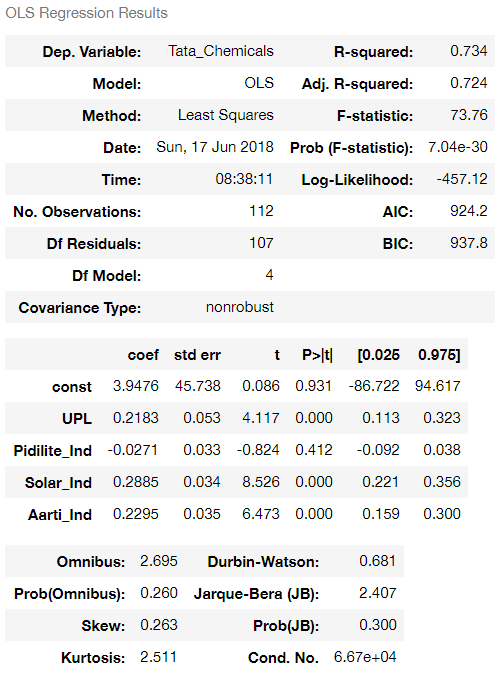 OLS Regression Results
Dep. Variable: Tata_Chemicals R-squared: 0.734
Model: OLS Adj. R-squared: 0.724
Method: Least Squares F-statistic: 73.76
Date: Sun, 17 Jun 2018 Prob (F-statistic): 7.04e-30
Time: 08:38:11 Log-Likelihood: -457.12
No. Observations: 112 AIC: 924.2
Df Residuals: 107 BIC: 937.8
Df Model: 4
Covariance Type: nonrobust
coef std err t P>|t| [0.025 0.975]
const 3.9476 45.738 0.086 0.931 -86.722 94.617
UPL 0.2183 0.053 4.117 0.000 0.113 0.323
Pidilite_Ind -0.0271 0.033 -0.824 0.412 -0.092 0.038
Solar_Ind 0.2885 0.034 8.526 0.000 0.221 0.356
Aarti_Ind 0.2295 0.035 6.473 0.000 0.159 0.300
Omnibus: 2.695 Durbin-Watson: 0.681
Prob(Omnibus): 0.260 Jarque-Bera (JB): 2.407
Skew: 0.263 Prob(JB): 0.300
Kurtosis: 2.511 Cond. No. 6.67e+04